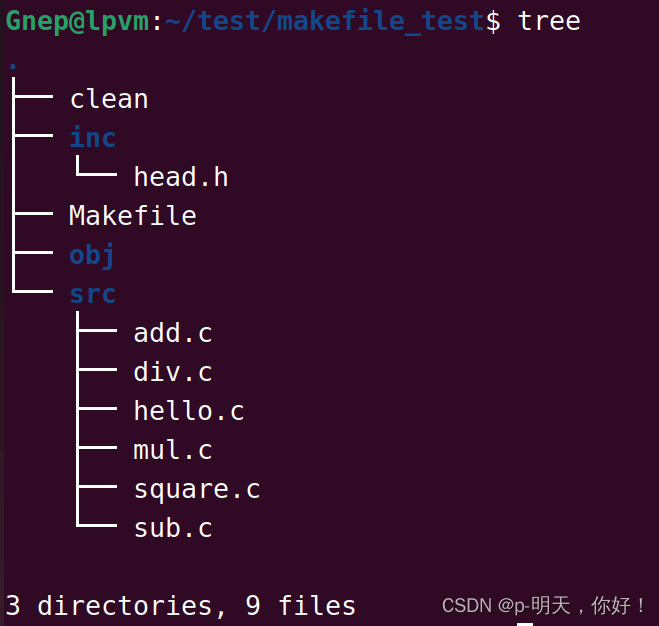 Gnep@lpvm:~/test/makefile_test$ tree
.
├── clean
├── inc
│   └── head.h
├── Makefile
├── obj
└── src
    ├── add.c
    ├── div.c
    ├── hello.c
    ├── mul.c
    ├── square.c
    └── sub.c
3 directories, 9 files
CSDN @p-明天，你好！